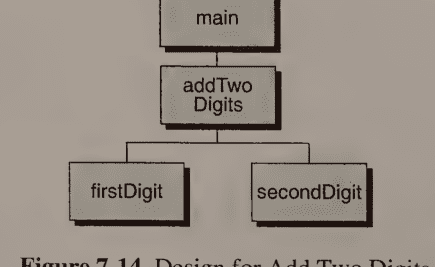 main
addTwo
Digits
firstDigit
secondDigit
Figure 7-14 Design for Add Two Digits